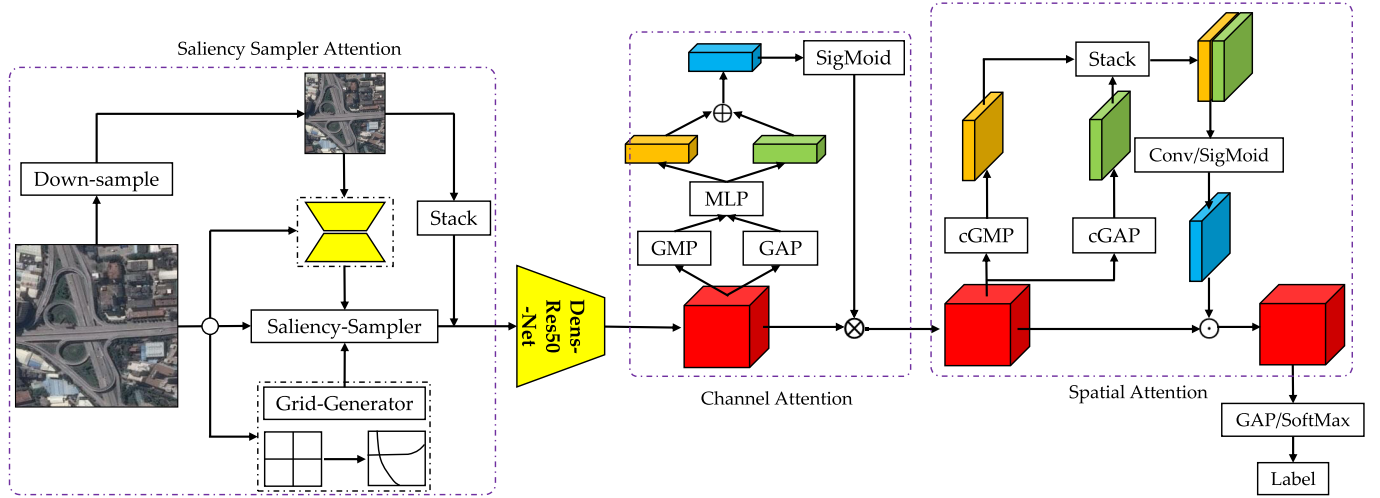 Saliency Sampler Attention
Down-sample
Stack
Saliency-Sampler
Grid-Generator
Dens-
Res50
-Net
SigMoid
MLP
GMP
GAP
Channel Attention
Stack
Conv/SigMoid
cGMP
cGAP
Spatial Attention
GAP/SoftMax
Label